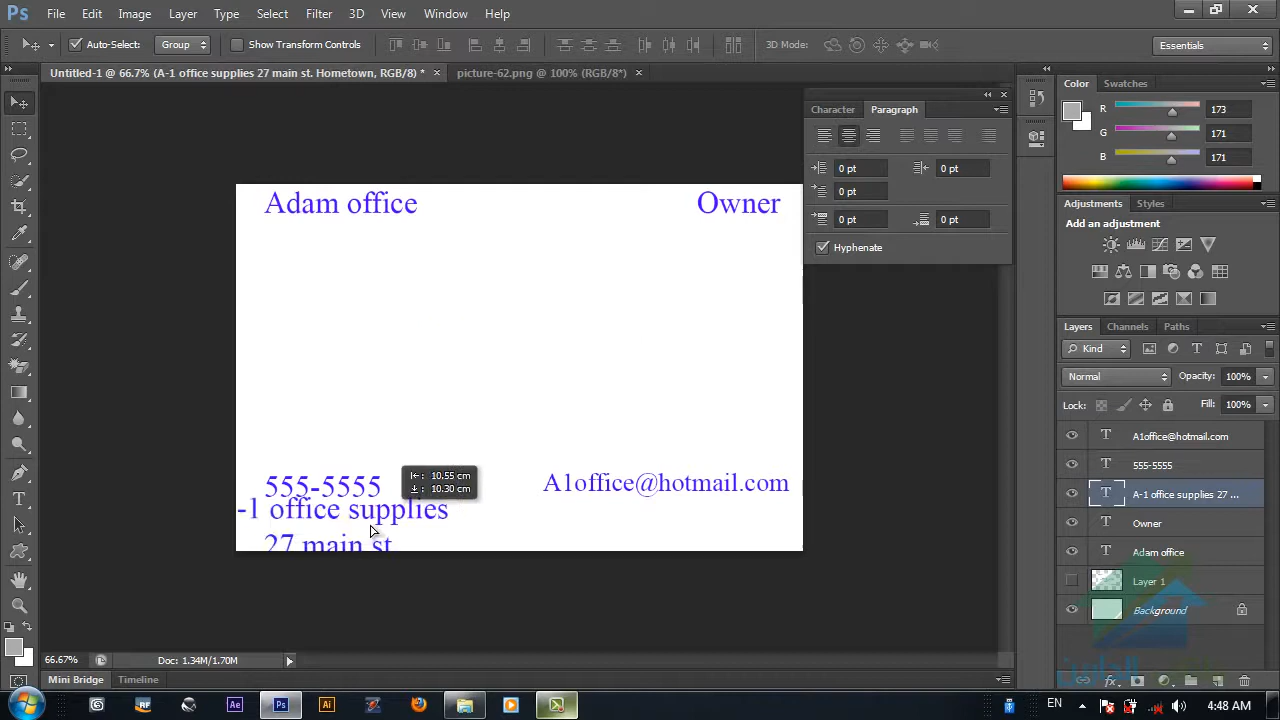 Ps File Edit Image Layer Type Select Filter 3D View Window Help
Auto-Select: Group Show Transform Controls 3D Mode: Essentials
Untitled-1 @ 66.7% (A-1 office supplies 27 main st. Hometown, RGB/8) * × picture-62.png @ 100% (RGB/8*) ×
Color Swatches
R 173
G 171
B 171
Character Paragraph
0 pt 0 pt
0 pt
0 pt 0 pt
Hyphenate
Adjustments Styles
Add an adjustment
Adam office
Owner
555-5555
A1office@hotmail.com
-1 office supplies
27 main st
10.55 cm
10.30 cm
Layers Channels Paths
Kind
Normal Opacity: 100%
Lock: Fill: 100%
A1office@hotmail.com
555-5555
A-1 office supplies 27 ...
Owner
Adam office
Layer 1
Background
66.67% Doc: 1.34M/1.70M
Mini Bridge Timeline
RF Ae Ps Ai Z
EN 4:48 AM